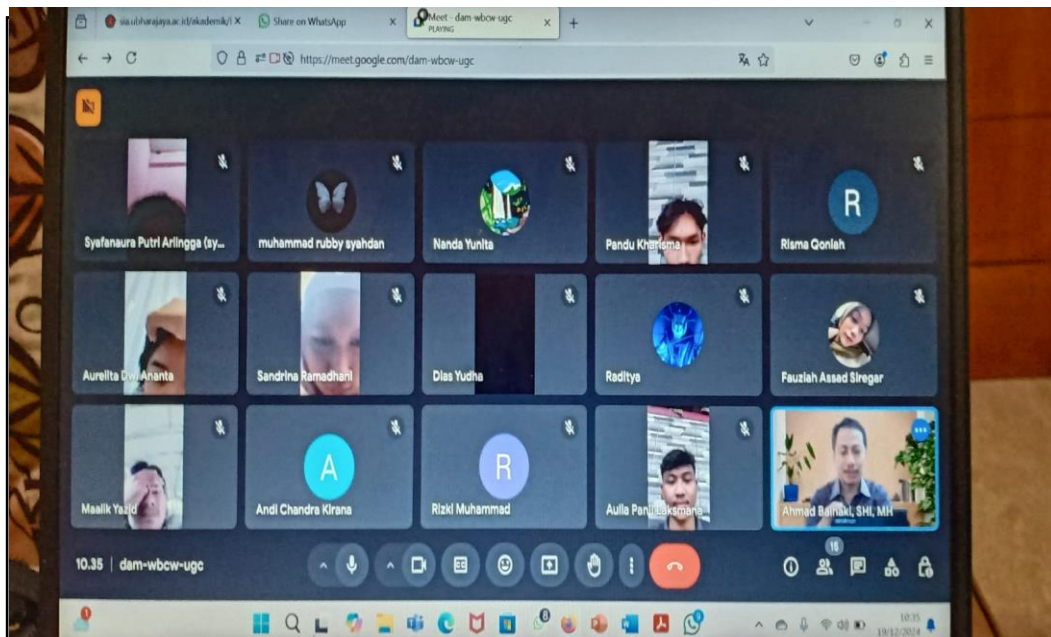 sia.ubharajaya.ac.id/akademik/l X
Share on WhatsApp X
Meet - dam-wbcw-ugc X
PLAYING
https://meet.google.com/dam-wbcw-ugc
Syafanaura Putri Arlingga (sy...
muhammad rubby syahdan
Nanda Yunita
Pandu Kharisma
R
Risma Qoniah
Aurelita Dwi Ananta
Sandrina Ramadhani
Dias Yudha
Raditya
Fauziah Assad Siregar
Maalik Yazid
A
Andi Chandra Kirana
R
Rizki Muhammad
Aulia Panji Laksmana
Ahmad Baihaki, SHI, MH
10.35 | dam-wbcw-ugc
15
10:35
19/12/2024